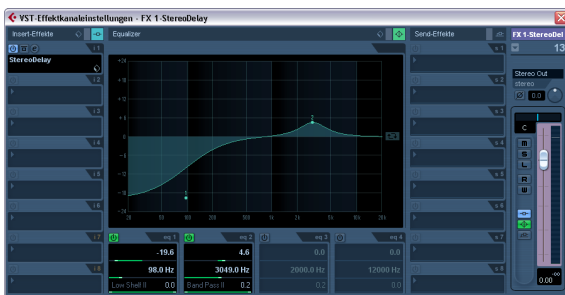 VST-Effektkanaleinstellungen - FX 1-StereoDelay
Insert-Effekte
Equalizer
Send-Effekte
FX 1-StereoDel
i 1
StereoDelay
i 2
i 3
i 4
i 5
i 6
i 7
i 8
+24
+18
+12
+6
0
-6
-12
-18
-24
20 50 100 200 500 1k 2k 5k 10k 20k
1
2
eq 1 eq 2 eq 3 eq 4
-19.6 4.6 0.0 0.0
98.0 Hz 3049.0 Hz 2000.0 Hz 12000 Hz
Low Shelf II 0.0 Band Pass II 0.2 0.2 0.0
s 1
s 2
s 3
s 4
s 5
s 6
s 7
s 8
13
Stereo Out
stereo
0.0
C
M
S
L
R
W
-oo
0.00